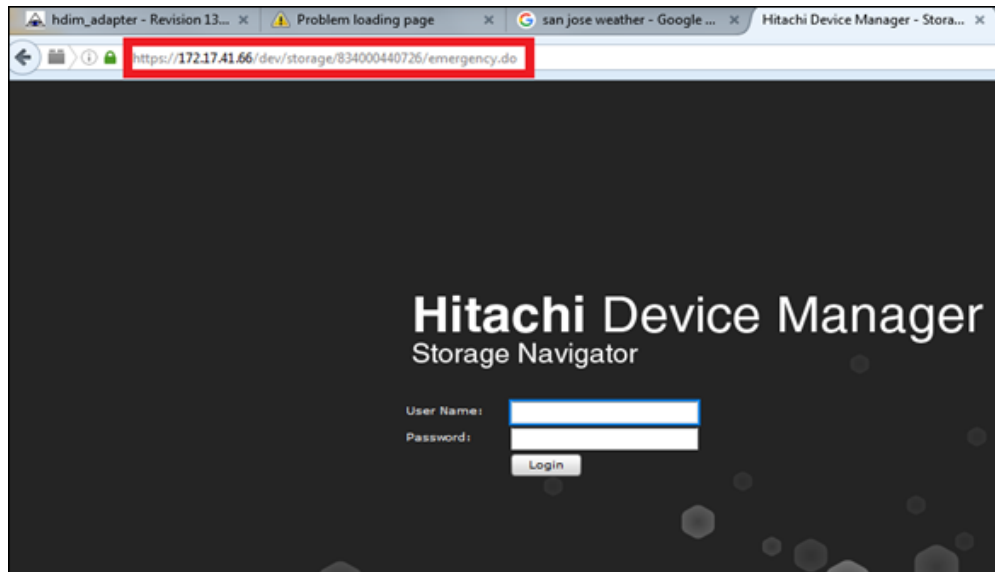 hdim_adapter - Revision 13...
Problem loading page
san jose weather - Google ...
Hitachi Device Manager - Stora...
https://172.17.41.66/dev/storage/834000440726/emergency.do
Hitachi Device Manager
Storage Navigator
User Name:
Password:
Login